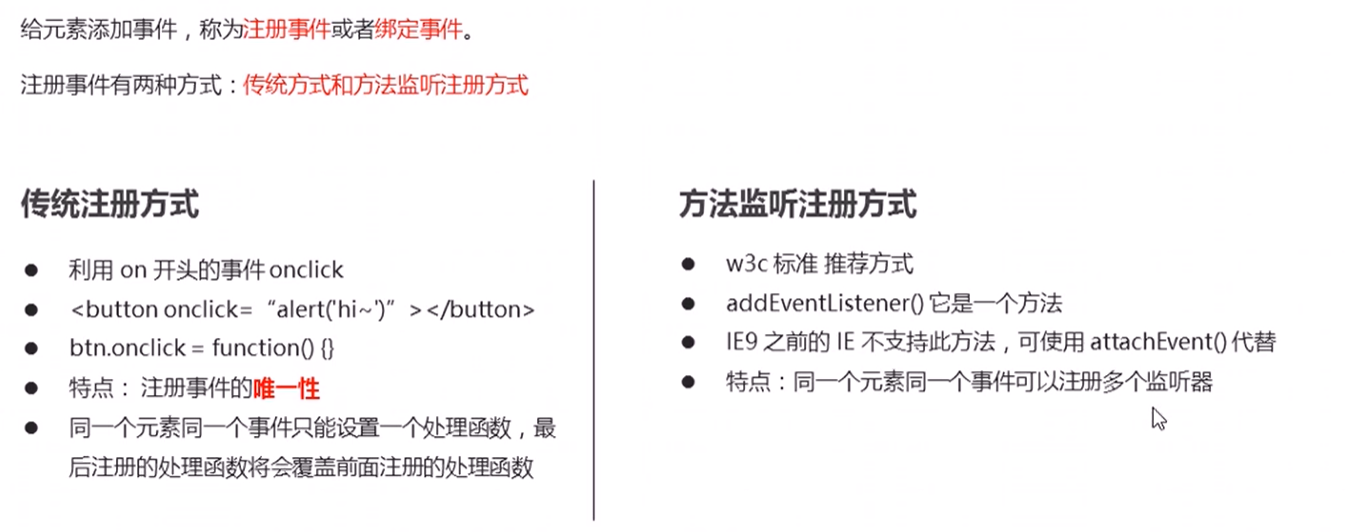 给元素添加事件，称为注册事件或者绑定事件。
注册事件有两种方式：传统方式和方法监听注册方式
传统注册方式
利用 on 开头的事件 onclick
<button onclick= “alert('hi~')” ></button>
btn.onclick = function() {}
特点： 注册事件的唯一性
同一个元素同一个事件只能设置一个处理函数，最
后注册的处理函数将会覆盖前面注册的处理函数
方法监听注册方式
w3c 标准 推荐方式
addEventListener() 它是一个方法
IE9 之前的 IE 不支持此方法，可使用 attachEvent() 代替
特点：同一个元素同一个事件可以注册多个监听器